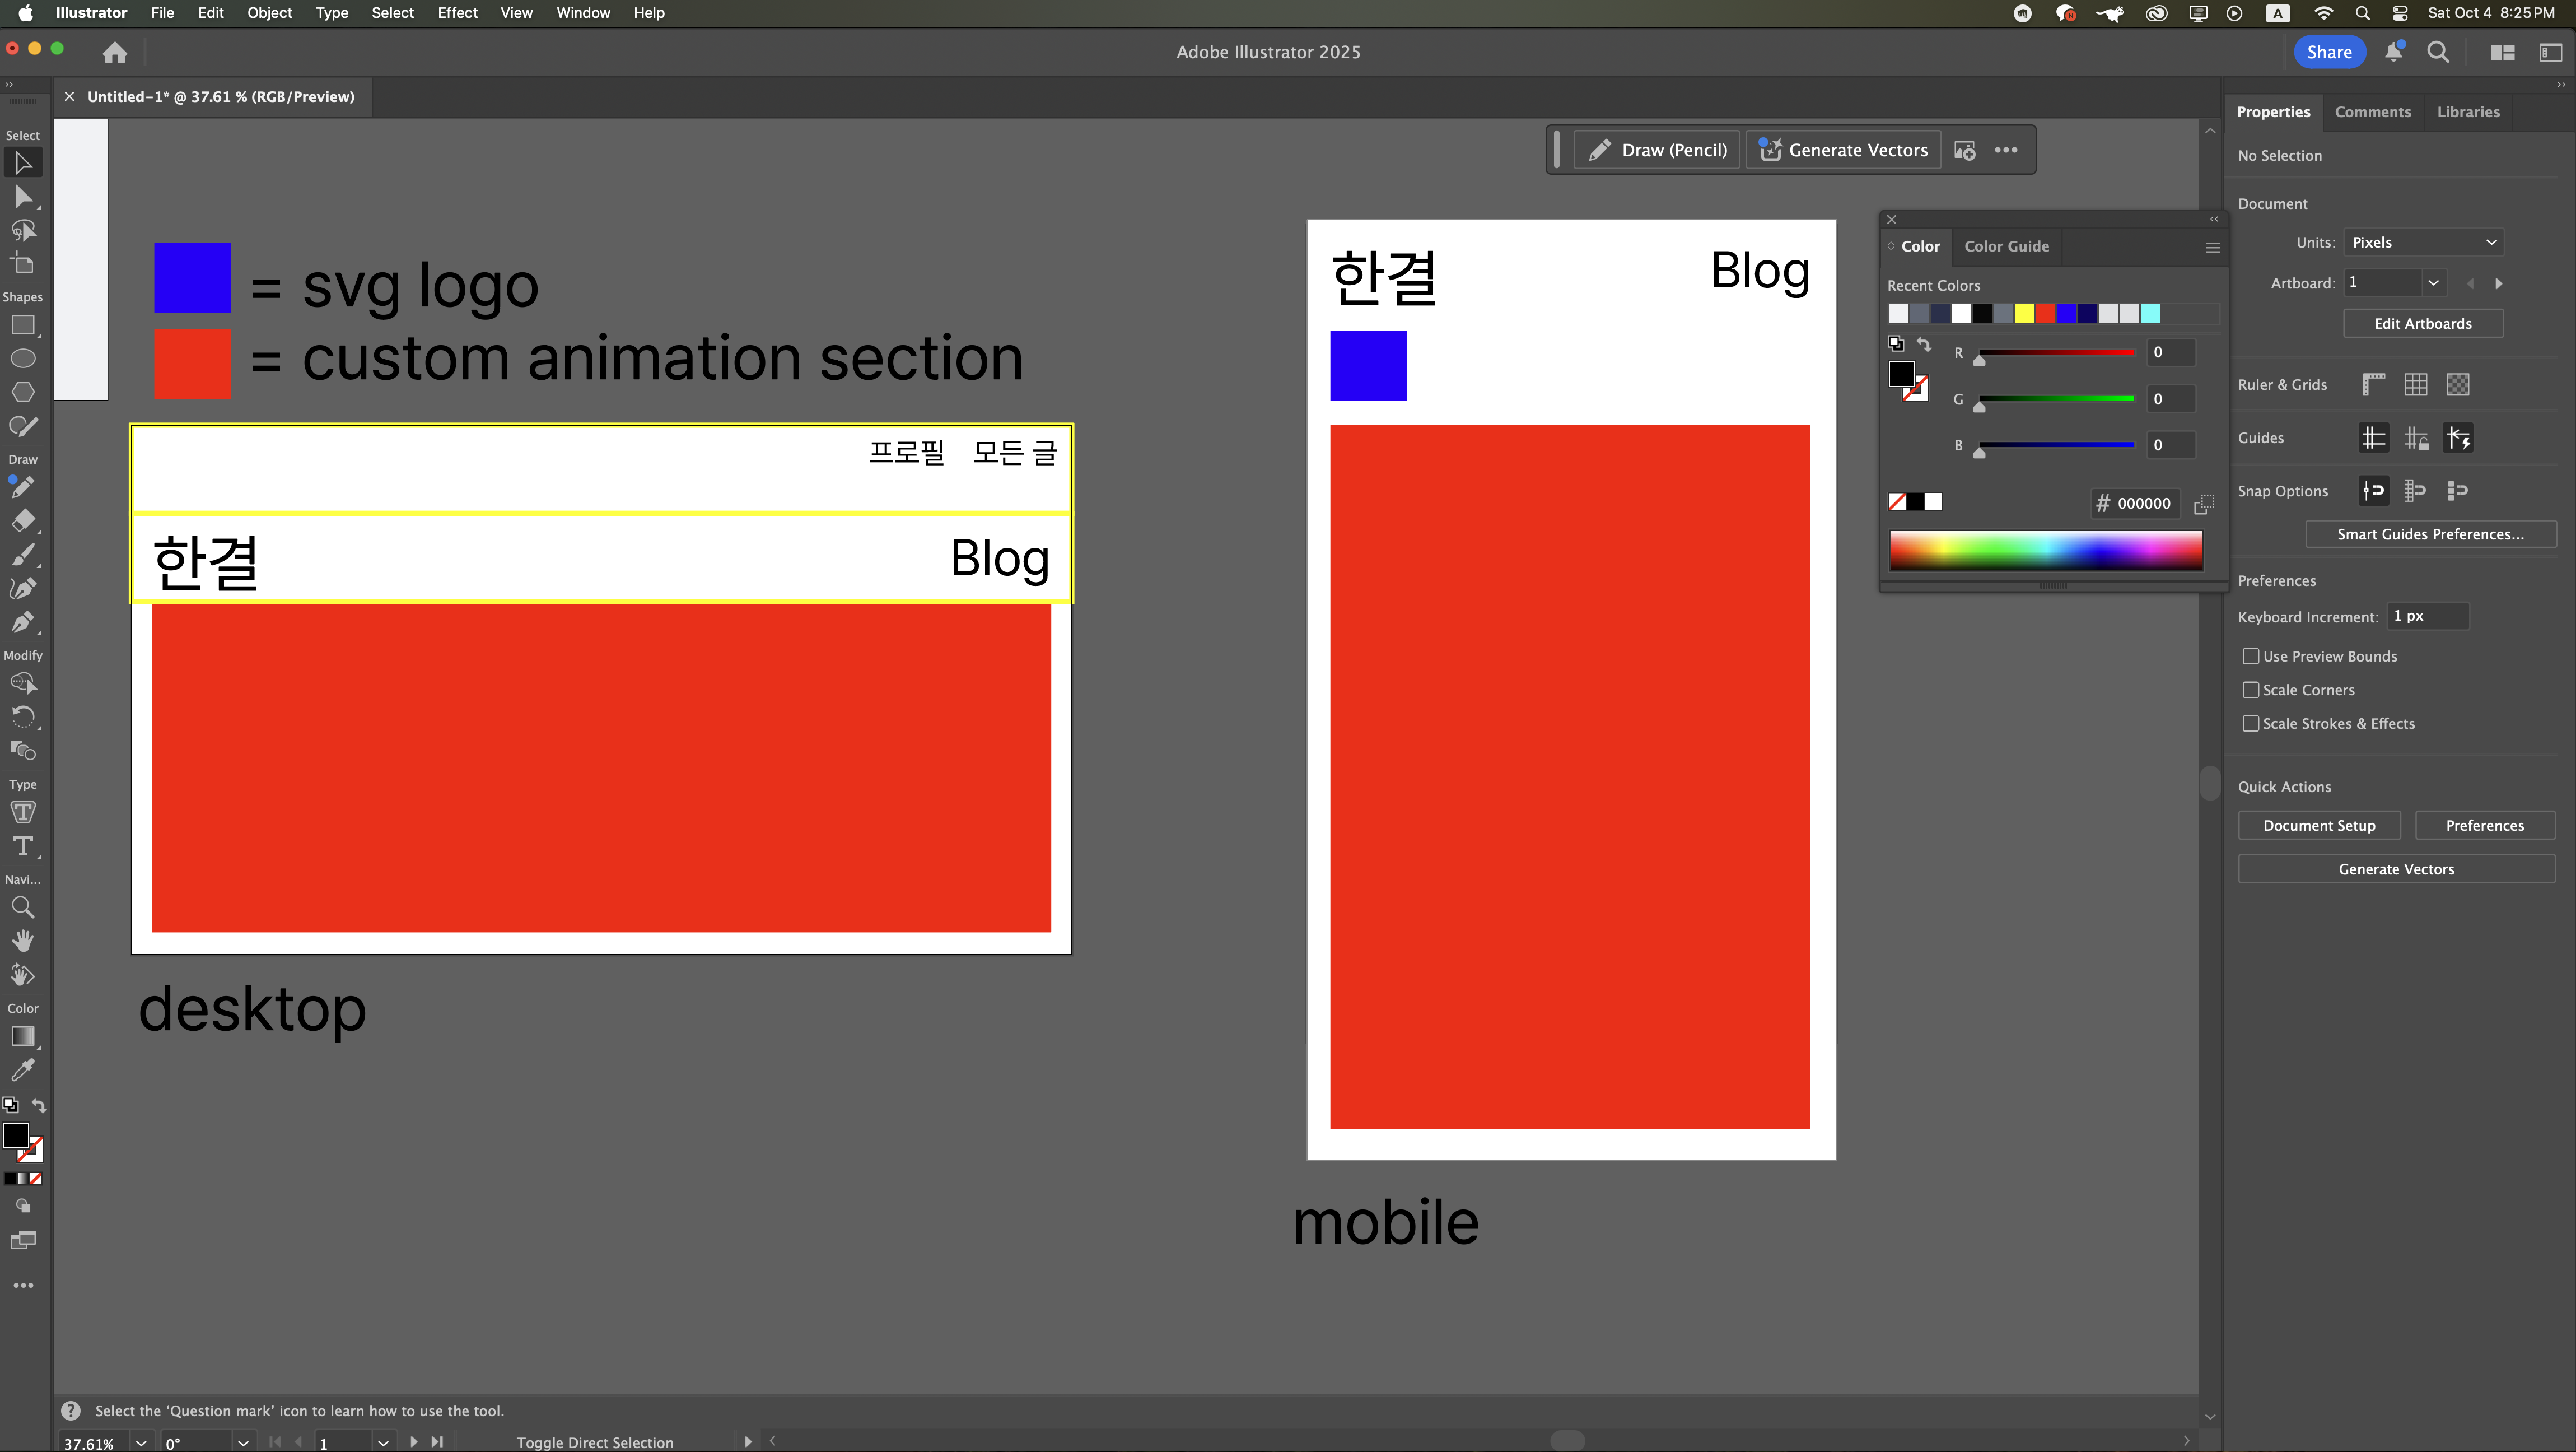 Illustrator File Edit Object Type Select Effect View Window Help
A Sat Oct 4 8:25 PM
Adobe Illustrator 2025
Share
Untitled-1* @ 37.61 % (RGB/Preview)
Select
Shapes
Draw
Modify
Type
Navi...
Color
Draw (Pencil) Generate Vectors
= svg logo
= custom animation section
프로필 모든 글
한결 Blog
desktop
한결 Blog
mobile
Color Color Guide
Recent Colors
R 0
G 0
B 0
# 000000
Properties Comments Libraries
No Selection
Document
Units: Pixels
Artboard: 1
Edit Artboards
Ruler & Grids
Guides
Snap Options
Smart Guides Preferences...
Preferences
Keyboard Increment: 1 px
Use Preview Bounds
Scale Corners
Scale Strokes & Effects
Quick Actions
Document Setup Preferences
Generate Vectors
Select the 'Question mark' icon to learn how to use the tool.
37.61% 0° 1 Toggle Direct Selection